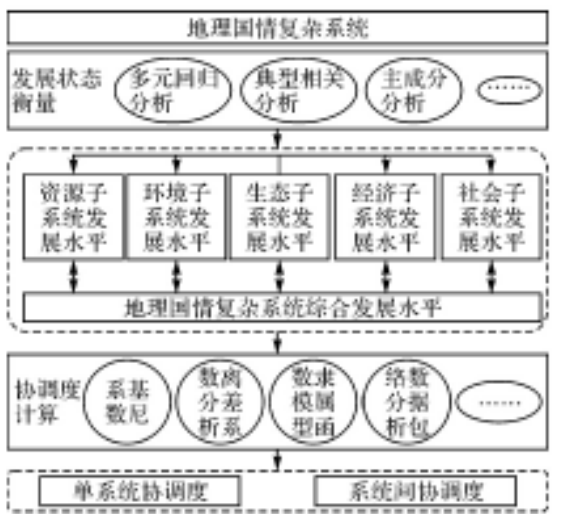 地理国情复杂系统
发展状态
衡量
多元回归
分析
典型相关
分析
主成分
分析
……
资源子
系统发
展水平
环境子
系统发
展水平
生态子
系统发
展水平
经济子
系统发
展水平
社会子
系统发
展水平
地理国情复杂系统综合发展水平
协调度
计算
系基
数尼
数离
分差
析系
数隶
模属
型函
络数
分据
析包
……
单系统协调度
系统间协调度